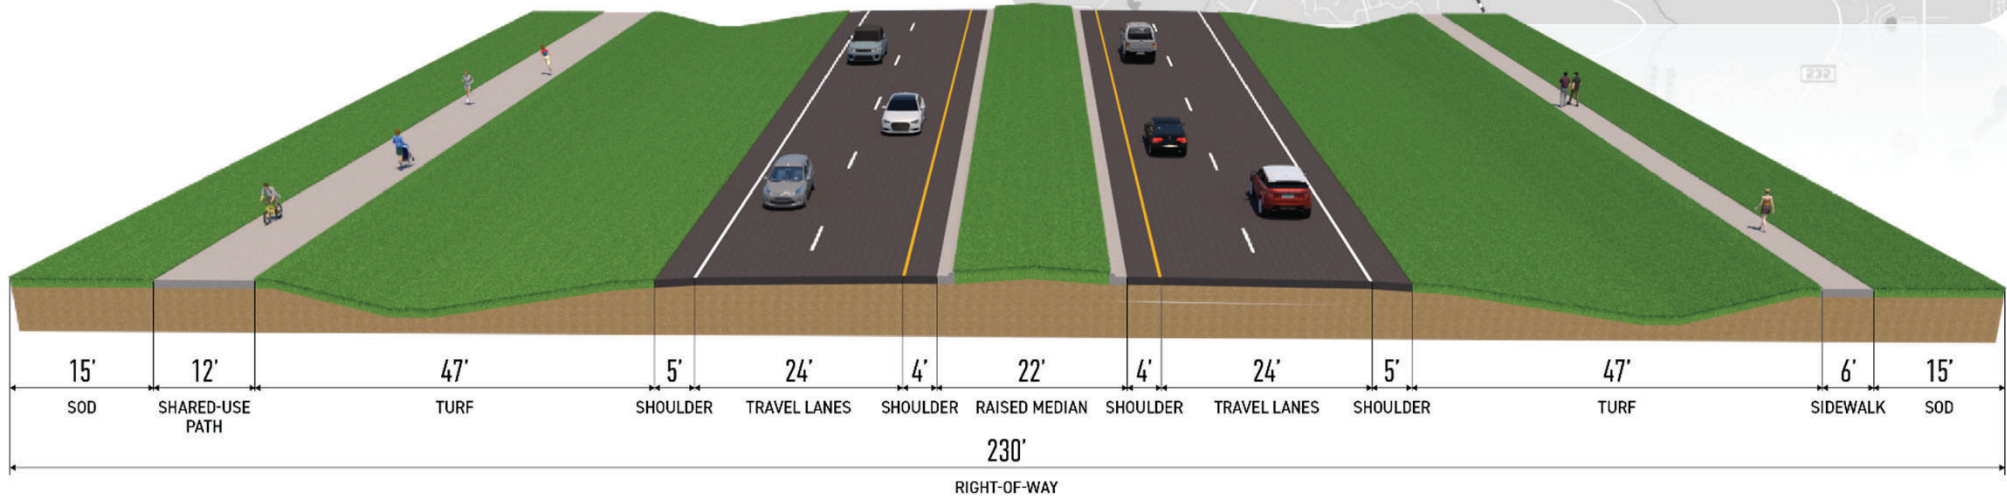 232
15' 12' 47' 5' 24' 4' 22' 4' 24' 5' 47' 6' 15'
SOD SHARED-USE PATH TURF SHOULDER TRAVEL LANES SHOULDER RAISED MEDIAN SHOULDER TRAVEL LANES SHOULDER TURF SIDEWALK SOD
230'
RIGHT-OF-WAY